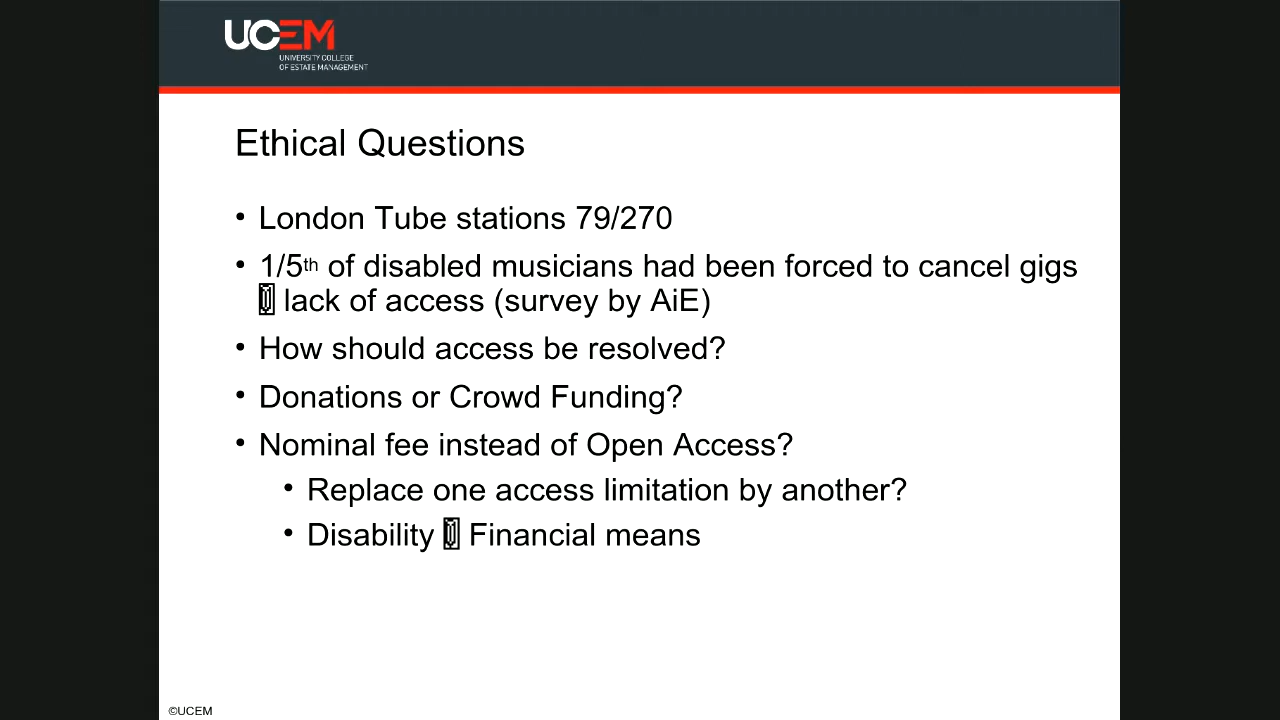 UCEM
UNIVERSITY COLLEGE
OF ESTATE MANAGEMENT
Ethical Questions
• London Tube stations 79/270
• 1/5th of disabled musicians had been forced to cancel gigs
lack of access (survey by AiE)
• How should access be resolved?
• Donations or Crowd Funding?
• Nominal fee instead of Open Access?
• Replace one access limitation by another?
• Disability Financial means
©UCEM